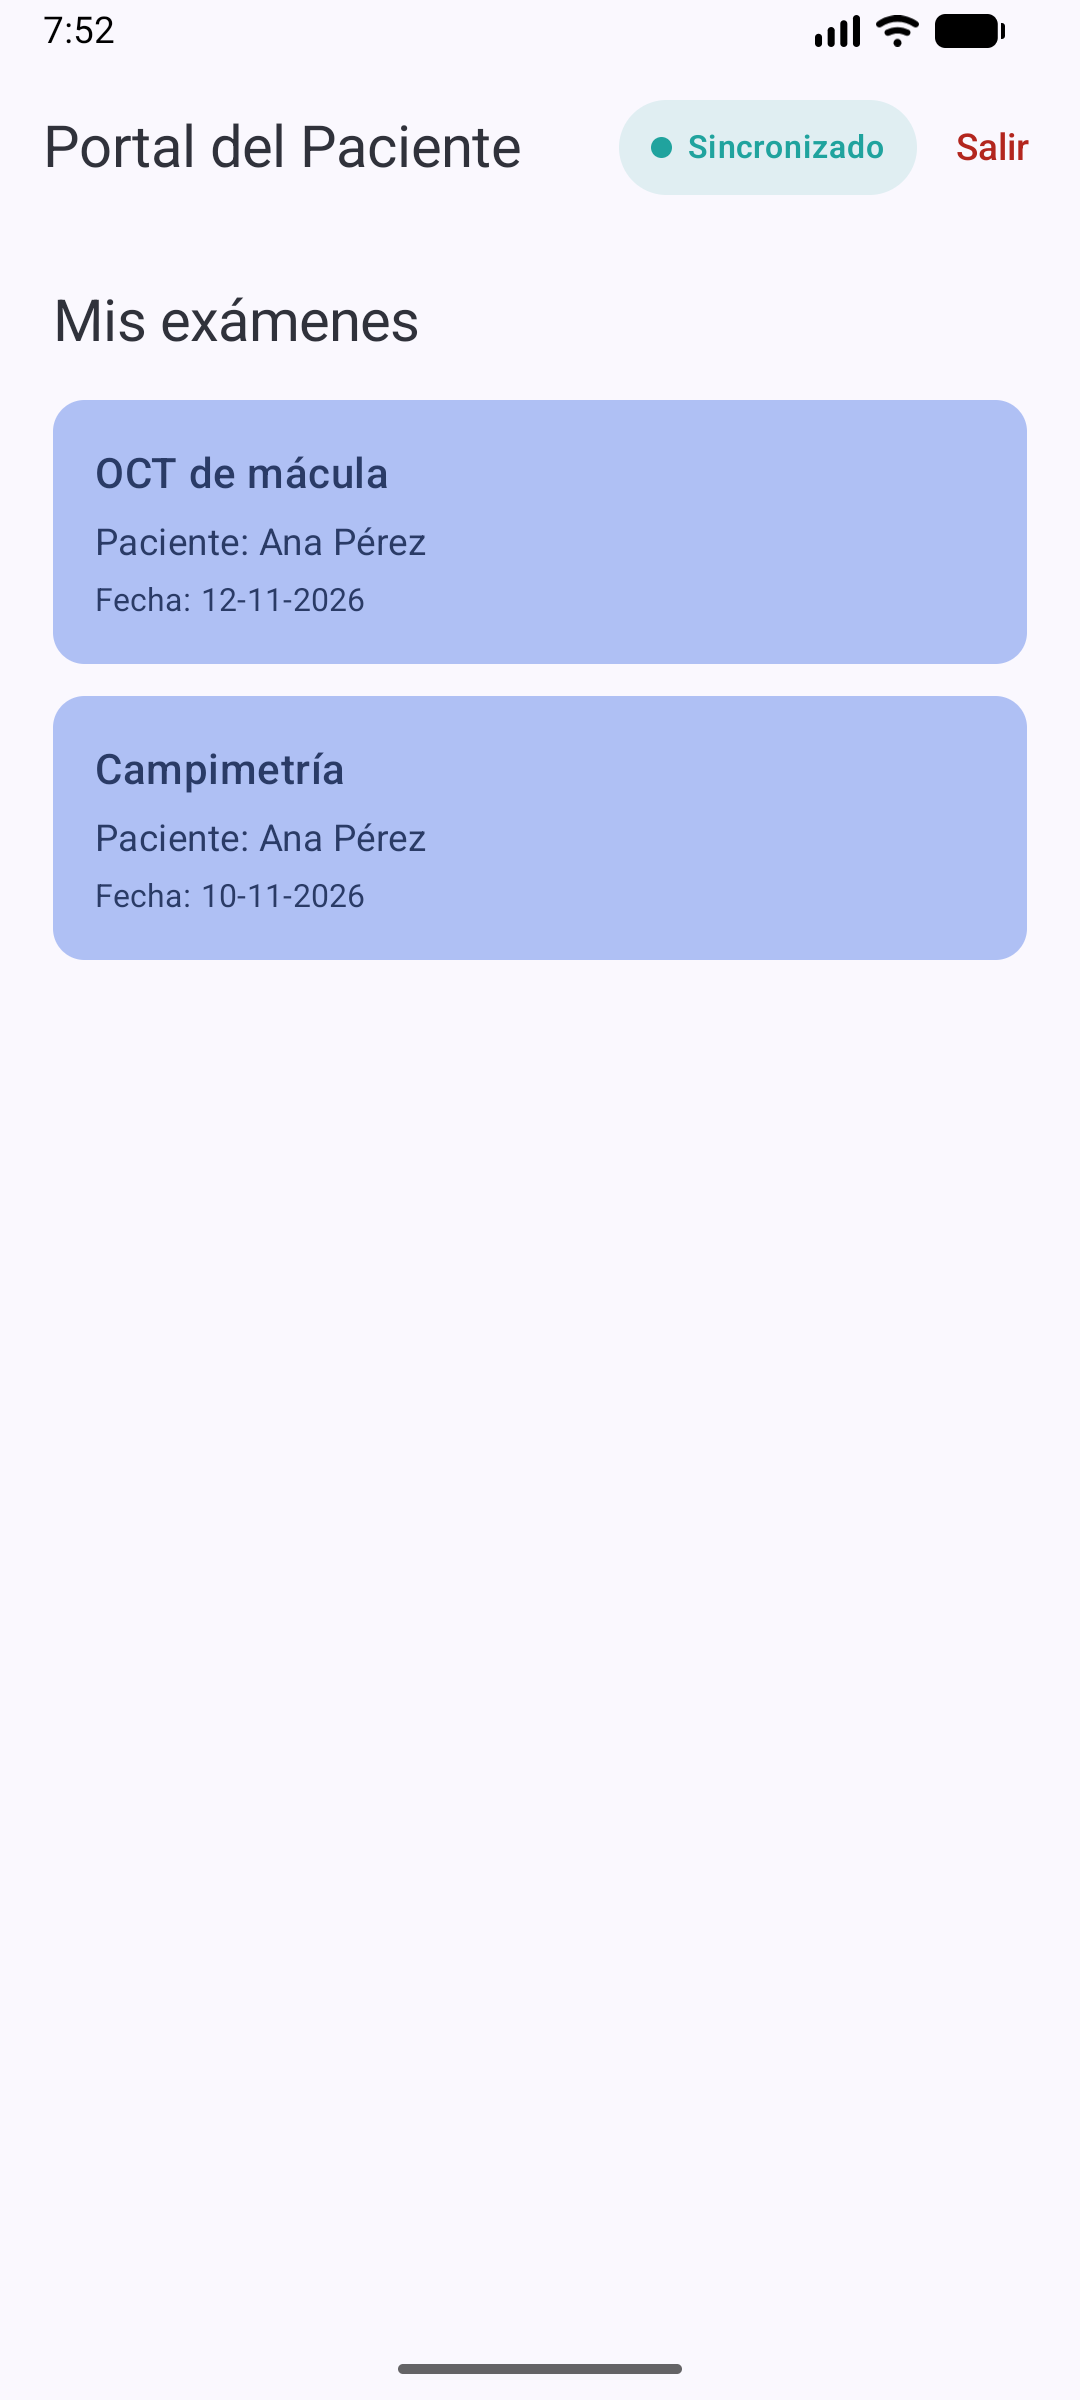 7:52
Portal del Paciente
Sincronizado
Salir
Mis exámenes
OCT de mácula
Paciente: Ana Pérez
Fecha: 12-11-2026
Campimetría
Paciente: Ana Pérez
Fecha: 10-11-2026